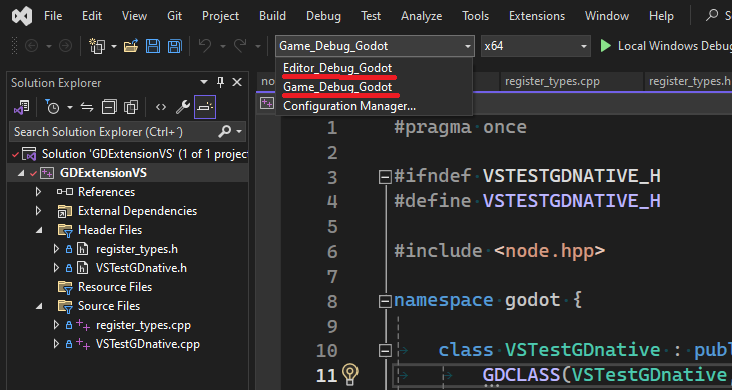 File Edit View Git Project Build Debug Test Analyze Tools Extensions Window Help
Game_Debug_Godot x64 Local Windows Debug
Editor_Debug_Godot
Game_Debug_Godot
Configuration Manager...
Solution Explorer
Search Solution Explorer (Ctrl+´)
Solution 'GDExtensionVS' (1 of 1 project
GDExtensionVS
References
External Dependencies
Header Files
register_types.h
VSTestGDnative.h
Resource Files
Source Files
register_types.cpp
VSTestGDnative.cpp
no register_types.cpp register_types.h
1 #pragma once
2
3 #ifndef VSTESTGDNATIVE_H
4 #define VSTESTGDNATIVE_H
5
6 #include <node.hpp>
7
8 namespace godot {
9
10 class VSTestGDnative : pub
11 GDCLASS(VSTestGDnative